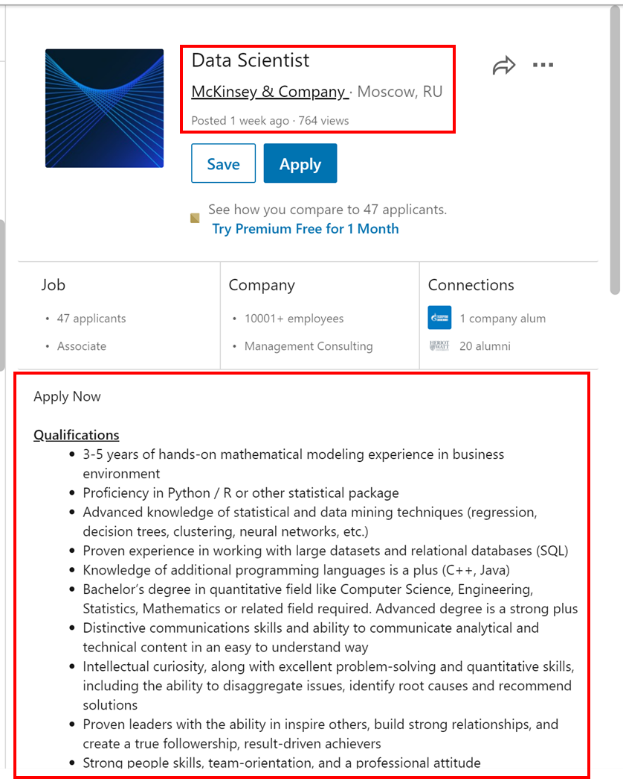 Data Scientist
McKinsey & Company · Moscow, RU
Posted 1 week ago · 764 views
Save
Apply
See how you compare to 47 applicants.
Try Premium Free for 1 Month
Job
• 47 applicants
• Associate
Company
• 10001+ employees
• Management Consulting
Connections
1 company alum
20 alumni
Apply Now
Qualifications
• 3-5 years of hands-on mathematical modeling experience in business
environment
• Proficiency in Python / R or other statistical package
• Advanced knowledge of statistical and data mining techniques (regression,
decision trees, clustering, neural networks, etc.)
• Proven experience in working with large datasets and relational databases (SQL)
• Knowledge of additional programming languages is a plus (C++, Java)
• Bachelor’s degree in quantitative field like Computer Science, Engineering,
Statistics, Mathematics or related field required. Advanced degree is a strong plus
• Distinctive communications skills and ability to communicate analytical and
technical content in an easy to understand way
• Intellectual curiosity, along with excellent problem-solving and quantitative skills,
including the ability to disaggregate issues, identify root causes and recommend
solutions
• Proven leaders with the ability in inspire others, build strong relationships, and
create a true followership, result-driven achievers
• Strong people skills, team-orientation, and a professional attitude